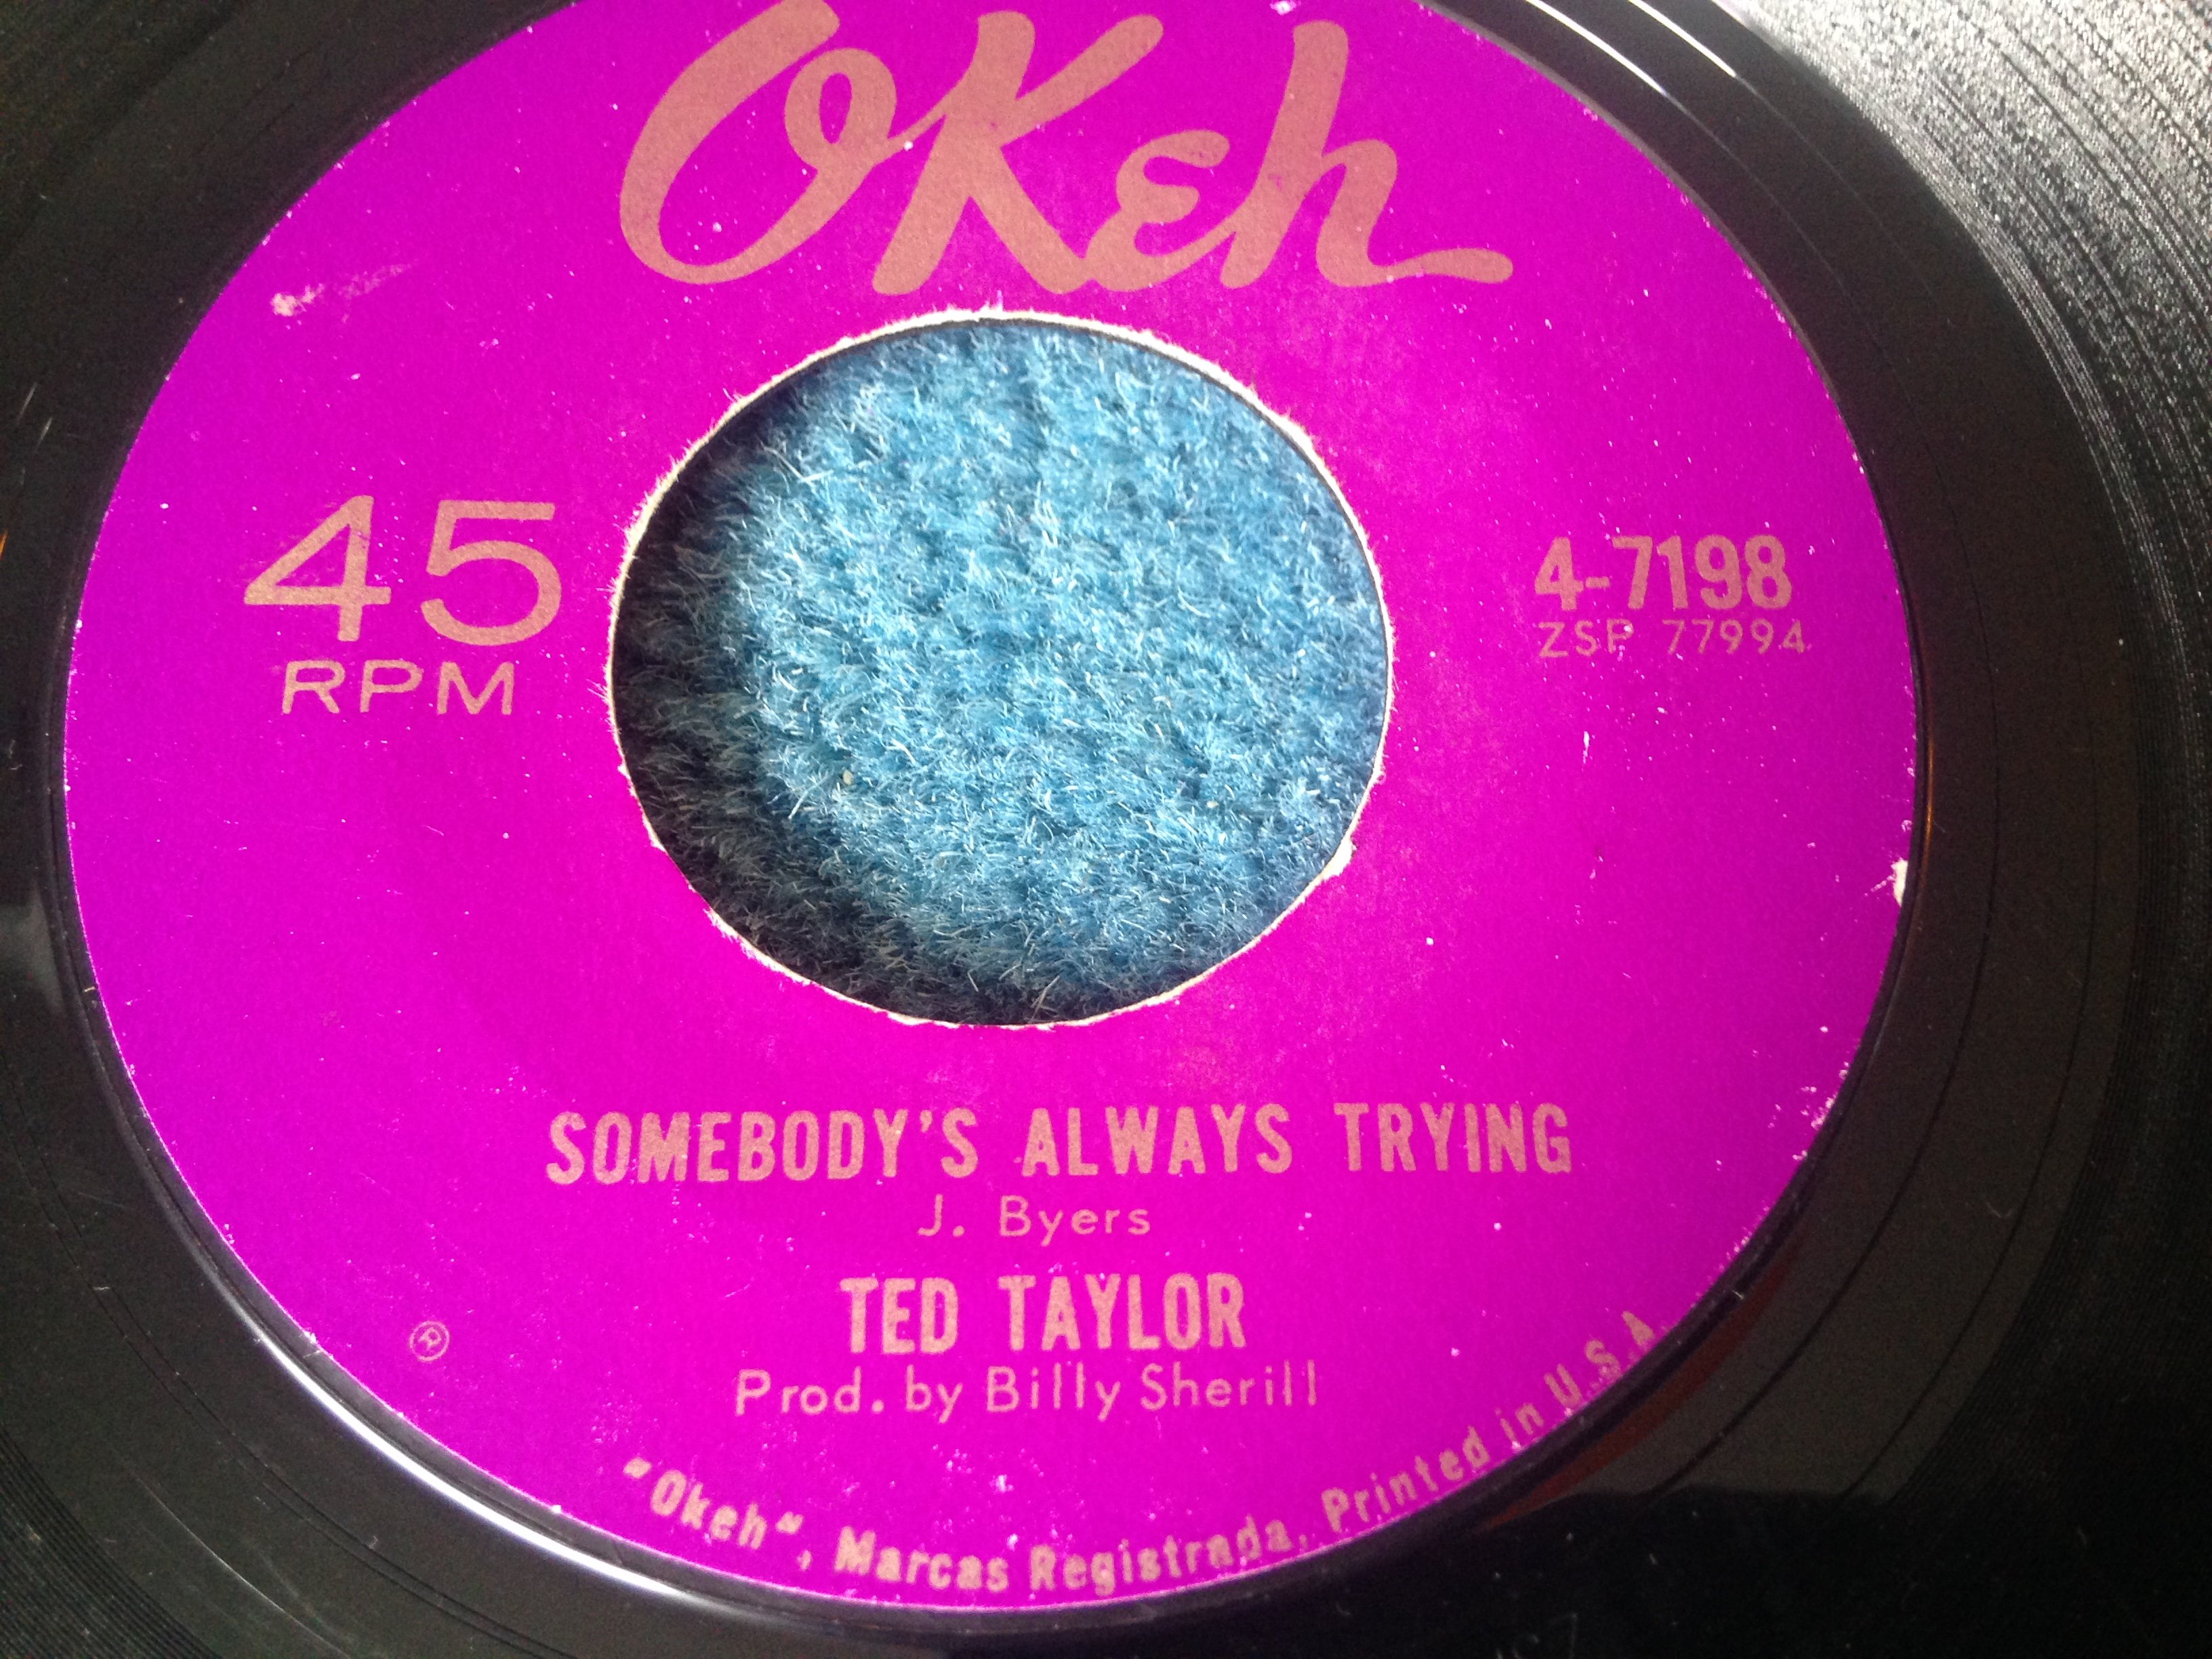 OKeh
45
RPM
4-7198
ZSP 77994
SOMEBODY'S ALWAYS TRYING
J. Byers
TED TAYLOR
Prod. by Billy Sherill
®
"Okeh", Marcas Registrada, Printed in U.S.A.